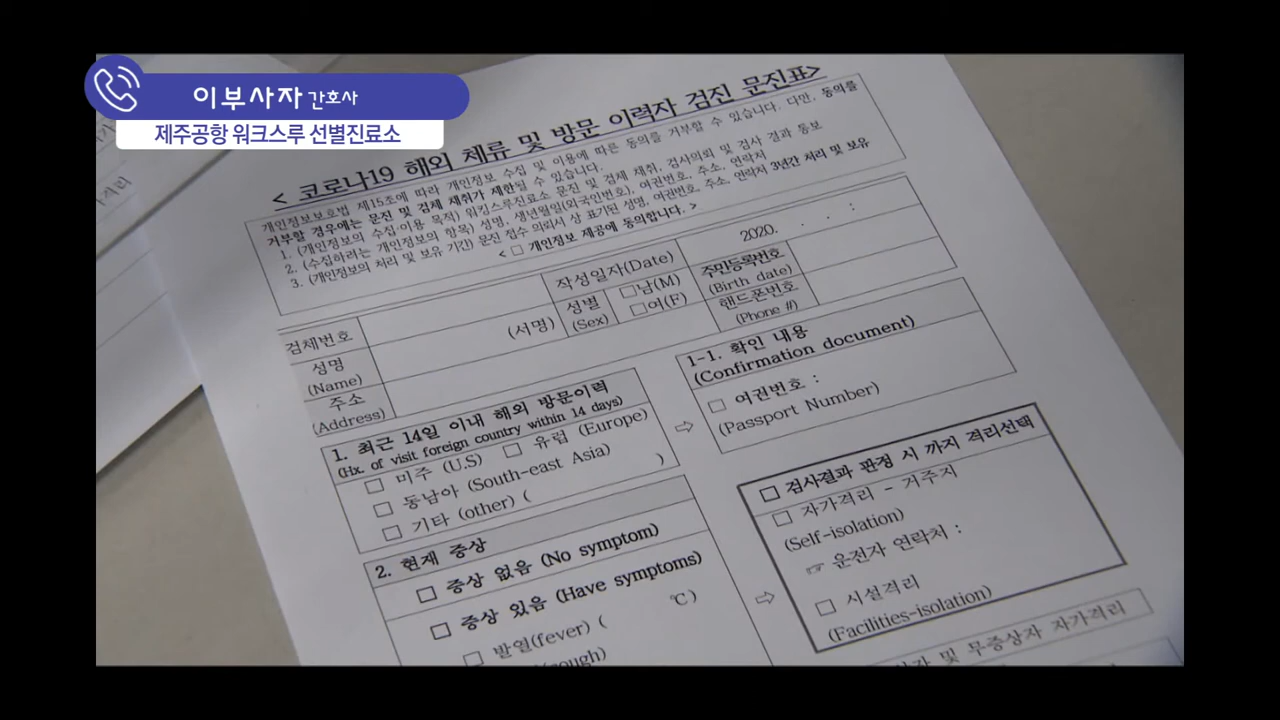 이부사자 간호사
제주공항 워크스루 선별진료소
격리
< 코로나19 해외 체류 및 방문 이력자 검진 문진표>
개인정보보호법 제15조에 따라 개인정보 수집 및 이용에 따른 동의를 거부할 수 있습니다. 다만, 동의를
거부할 경우에는 문진 및 검체 채취가 제한될 수 있습니다.
1. (개인정보의 수집·이용 목적) 워킹스루진료소 문진 및 검체 채취, 검사의뢰 및 검사 결과 통보
2. (수집하려는 개인정보의 항목) 성명, 생년월일(외국인번호), 여권번호, 주소, 연락처
3. (개인정보의 처리 및 보유 기간) 문진 접수 의뢰시 상 표기된 성명, 여권번호, 주소, 연락처 3년간 처리 및 보유
< □ 개인정보 제공에 동의합니다. >
검체번호
작성일자(Date)
2020. . . :
성명
(Name)
(서명)
성별
(Sex)
□남(M)
□여(F)
주민등록번호
(Birth date)
주소
(Address)
핸드폰번호
(Phone #)
1. 최근 14일 이내 해외 방문이력
(Hx. of visit foreign country within 14 days)
□ 미주 (U.S) □ 유럽 (Europe)
□ 동남아 (South-east Asia)
□ 기타 (other) ( )
⇨
1-1. 확인 내용
(Confirmation document)
□ 여권번호 :
(Passport Number)
2. 현재 증상
□ 증상 없음 (No symptom)
□ 증상 있음 (Have symptoms)
□ 발열(fever) ( ℃)
⇨
□ 검사결과 판정 시 까지 격리선택
□ 자가격리 - 거주지
(Self-isolation)
☞ 운전자 연락처 :
□ 시설격리
(Facilities-isolation)
및 무증상자 자가격리